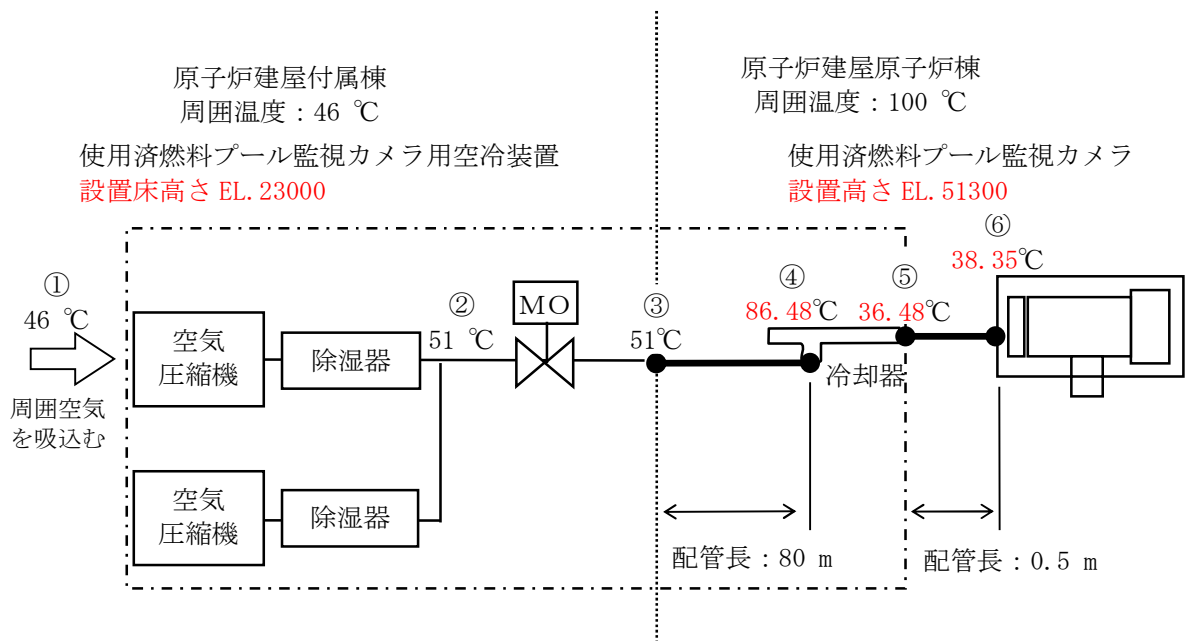 原子炉建屋付属棟
周囲温度：46 ℃
原子炉建屋原子炉棟
周囲温度：100 ℃
使用済燃料プール監視カメラ用空冷装置
設置床高さ EL.23000
使用済燃料プール監視カメラ
設置高さ EL.51300
①
46 ℃
周囲空気
を吸込む
空気
圧縮機
除湿器
②
51 ℃
MO
③
51℃
④
86.48℃
冷却器
⑤
36.48℃
⑥
38.35℃
空気
圧縮機
除湿器
配管長：80 m
配管長：0.5 m